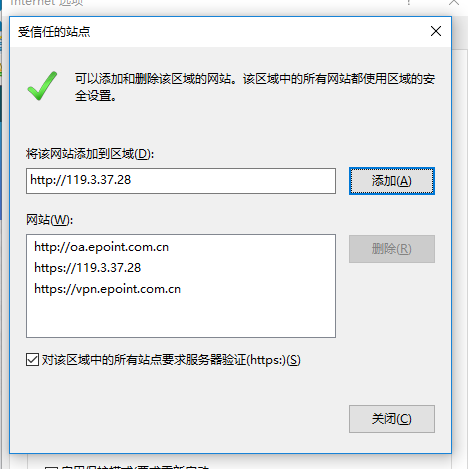 Internet 选项
受信任的站点
可以添加和删除该区域的网站。该区域中的所有网站都使用区域的安
全设置。
将该网站添加到区域(D):
http://119.3.37.28
添加(A)
网站(W):
http://oa.epoint.com.cn
https://119.3.37.28
https://vpn.epoint.com.cn
删除(R)
对该区域中的所有站点要求服务器验证(https:)(S)
关闭(C)